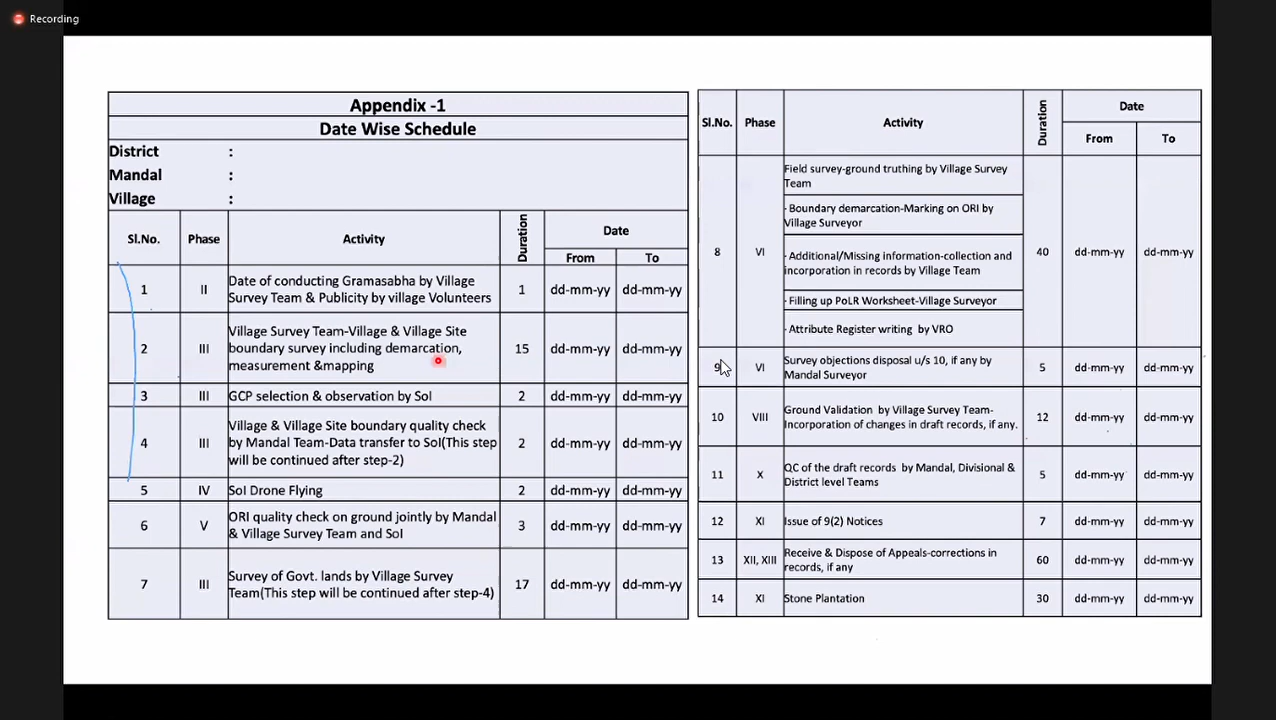 Recording
Appendix -1
Date Wise Schedule
District :
Mandal :
Village :
Sl.No. Phase Activity Duration Date
From To
1 II Date of conducting Gramasabha by Village
Survey Team & Publicity by village Volunteers 1 dd-mm-yy dd-mm-yy
2 III Village Survey Team-Village & Village Site
boundary survey including demarcation,
measurement &mapping 15 dd-mm-yy dd-mm-yy
3 III GCP selection & observation by SoI 2 dd-mm-yy dd-mm-yy
4 III Village & Village Site boundary quality check
by Mandal Team-Data transfer to SoI(This step
will be continued after step-2) 2 dd-mm-yy dd-mm-yy
5 IV SoI Drone Flying 2 dd-mm-yy dd-mm-yy
6 V ORI quality check on ground jointly by Mandal
& Village Survey Team and SoI 3 dd-mm-yy dd-mm-yy
7 III Survey of Govt. lands by Village Survey
Team(This step will be continued after step-4) 17 dd-mm-yy dd-mm-yy
Sl.No. Phase Activity Duration Date
From To
Field survey-ground truthing by Village Survey
Team
· Boundary demarcation-Marking on ORI by
Village Surveyor
8 VI · Additional/Missing information-collection and
incorporation in records by Village Team 40 dd-mm-yy dd-mm-yy
· Filling up PoLR Worksheet-Village Surveyor
· Attribute Register writing by VRO
9 VI Survey objections disposal u/s 10, if any by
Mandal Surveyor 5 dd-mm-yy dd-mm-yy
10 VIII Ground Validation by Village Survey Team-
Incorporation of changes in draft records, if any. 12 dd-mm-yy dd-mm-yy
11 X QC of the draft records by Mandal, Divisional &
District level Teams 5 dd-mm-yy dd-mm-yy
12 XI Issue of 9(2) Notices 7 dd-mm-yy dd-mm-yy
13 XII, XIII Receive & Dispose of Appeals-corrections in
records, if any 60 dd-mm-yy dd-mm-yy
14 XI Stone Plantation 30 dd-mm-yy dd-mm-yy